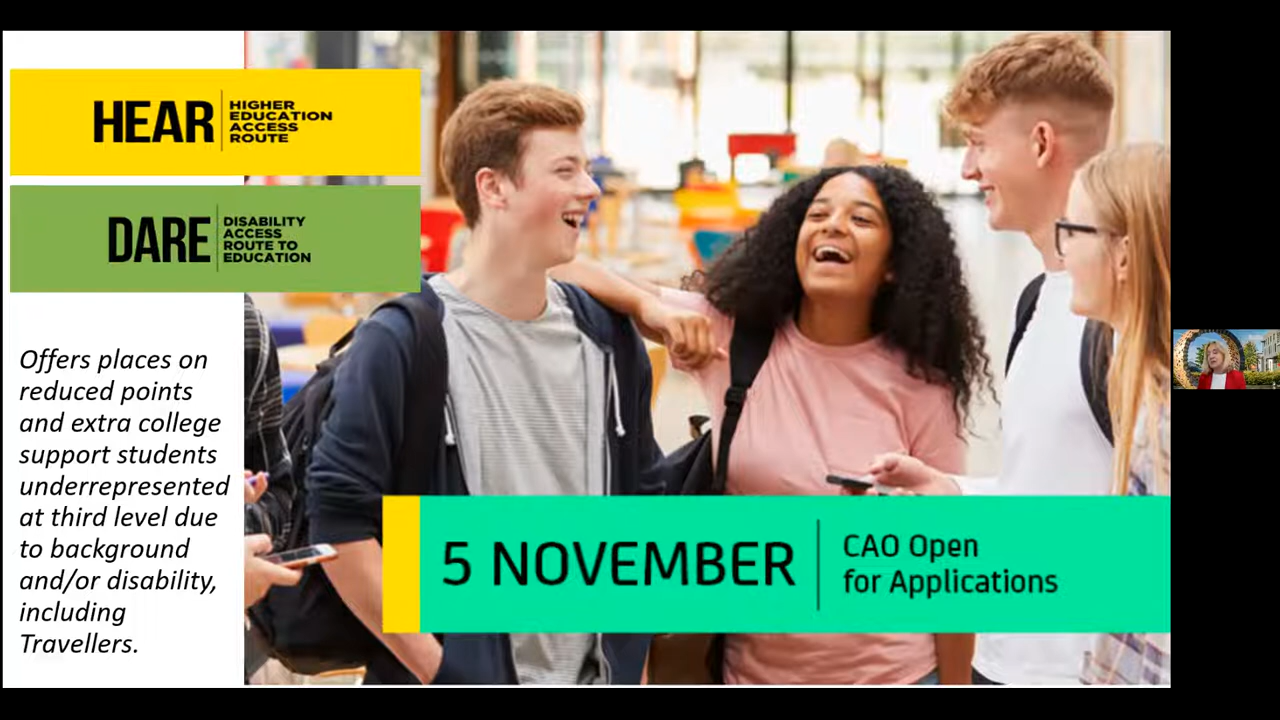 HEAR
HIGHER
EDUCATION
ACCESS
ROUTE
DARE
DISABILITY
ACCESS
ROUTE TO
EDUCATION
Offers places on
reduced points
and extra college
support students
underrepresented
at third level due
to background
and/or disability,
including
Travellers.
5 NOVEMBER
CAO Open
for Applications